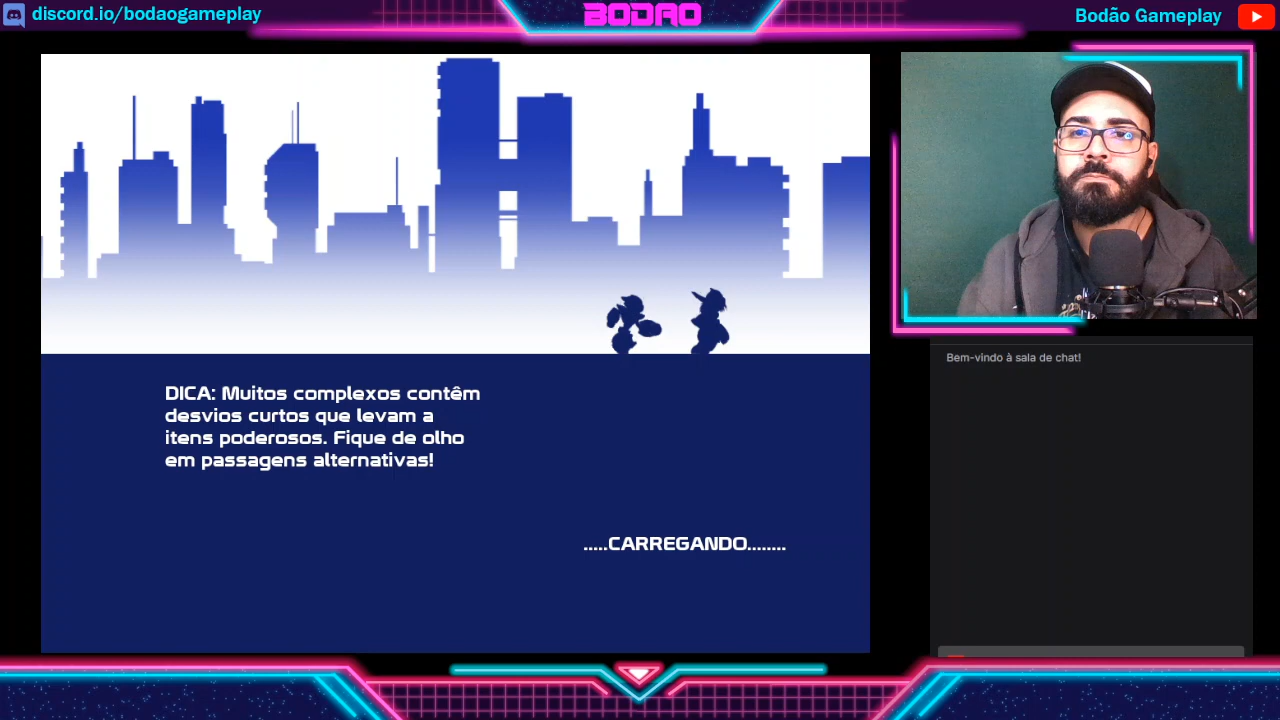 discord.io/bodaogameplay
BODAO
Bodão Gameplay
Bem-vindo à sala de chat!
DICA: Muitos complexos contêm
desvios curtos que levam a
itens poderosos. Fique de olho
em passagens alternativas!
.....CARREGANDO........